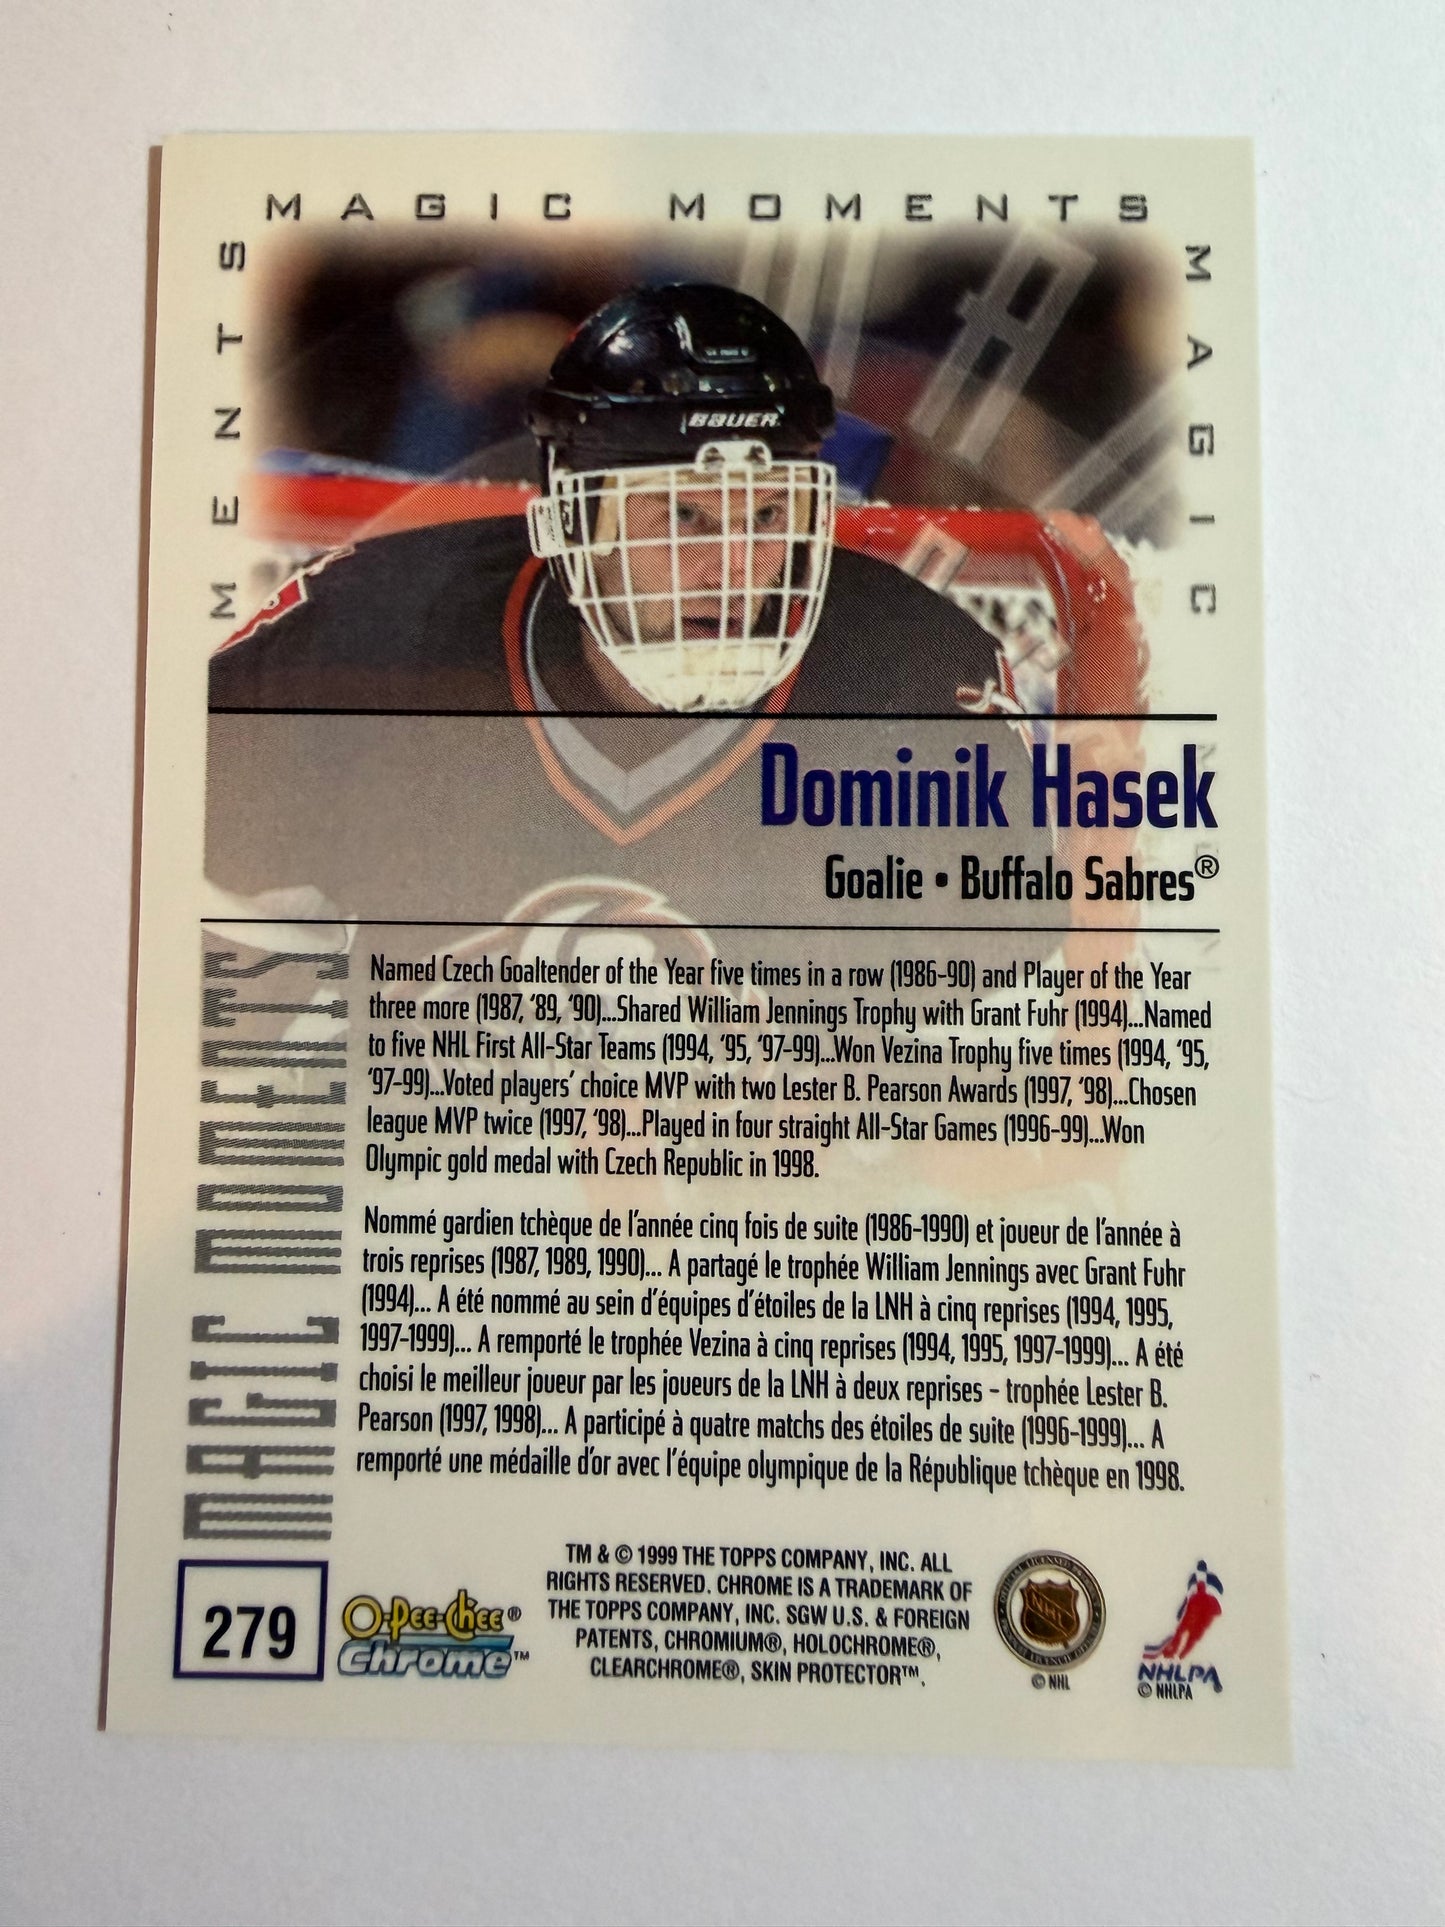 MAGIC MOMENTS
MAGIC
MENTS
BAUER
Dominik Hasek
Goalie • Buffalo Sabres®
MAGIC MOMENTS
Named Czech Goaltender of the Year five times in a row (1986-90) and Player of the Year
three more (1987, '89, '90)...Shared William Jennings Trophy with Grant Fuhr (1994)...Named
to five NHL First All-Star Teams (1994, '95, '97-99)...Won Vezina Trophy five times (1994, '95,
'97-99)...Voted players' choice MVP with two Lester B. Pearson Awards (1997, '98)...Chosen
league MVP twice (1997, '98)...Played in four straight All-Star Games (1996-99)...Won
Olympic gold medal with Czech Republic in 1998.
Nommé gardien tchèque de l'année cinq fois de suite (1986-1990) et joueur de l'année à
trois reprises (1987, 1989, 1990)... A partagé le trophée William Jennings avec Grant Fuhr
(1994)... A été nommé au sein d'équipes d'étoiles de la LNH à cinq reprises (1994, 1995,
1997-1999)... A remporté le trophée Vezina à cinq reprises (1994, 1995, 1997-1999)... A été
choisi le meilleur joueur par les joueurs de la LNH à deux reprises - trophée Lester B.
Pearson (1997, 1998)... A participé à quatre matchs des étoiles de suite (1996-1999)... A
remporté une médaille d'or avec l'équipe olympique de la République tchèque en 1998.
279
O-Pee-Chee®
Chrome™
TM & © 1999 THE TOPPS COMPANY, INC. ALL
RIGHTS RESERVED. CHROME IS A TRADEMARK OF
THE TOPPS COMPANY, INC. SGW U.S. & FOREIGN
PATENTS, CHROMIUM®, HOLOCHROME®,
CLEARCHROME®, SKIN PROTECTOR™.
NHL
© NHL
NHLPA
© NHLPA